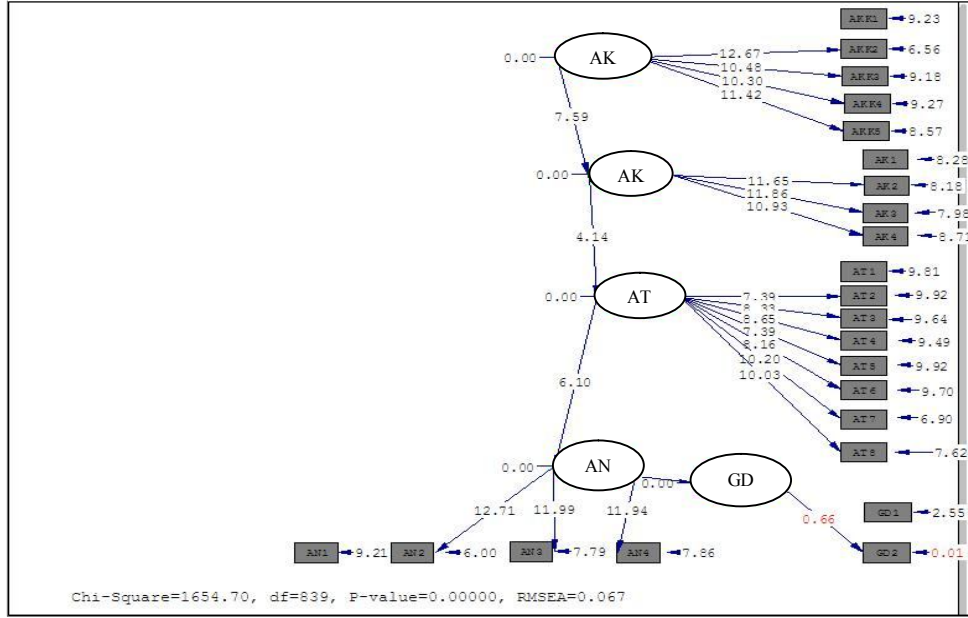 AKK1 9.23
0.00 AK 12.67 AKK2 6.56
10.48 AKK3 9.18
10.30 AKK4 9.27
11.42 AKK5 8.57
7.59
AK1 8.28
0.00 AK 11.65 AK2 8.18
11.86 AK3 7.98
10.93 AK4 8.71
4.14
AT1 9.81
0.00 AT 7.39 AT2 9.92
8.33 AT3 9.64
8.65 AT4 9.49
7.39 AT5 9.92
8.16 AT6 9.70
10.20 AT7 6.90
10.03 AT8 7.62
6.10
0.00 AN 0.00 GD
12.71 11.99 11.94 0.66 GD1 2.55
AN1 9.21 AN2 6.00 AN3 7.79 AN4 7.86 GD2 0.01
Chi-Square=1654.70, df=839, P-value=0.00000, RMSEA=0.067